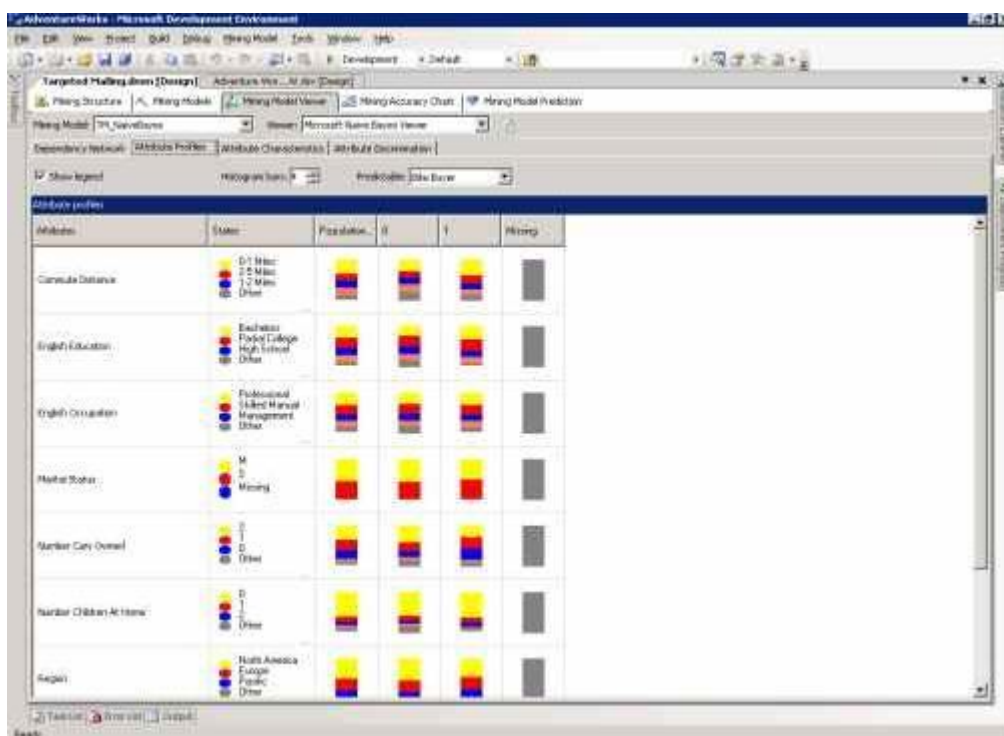 AdventureWorks - Microsoft Development Environment
File Edit View Project Build Debug Mining Model Tools Window Help
Development Default
Targeted Mailing.dmm [Design]
Mining Structure Mining Models Mining Model Viewer Mining Accuracy Chart Mining Model Prediction
Mining Model: TM_NaiveBayes Viewer: Microsoft Naive Bayes Viewer
Dependency Network Attribute Profiles Attribute Characteristics Attribute Discrimination
Show legend Histogram bars: Predictable: Bike Buyer
Attribute profiles
Attributes States Population... 0 1 Missing
Commute Distance
0-1 Miles
2-5 Miles
1-2 Miles
Other
English Education
Bachelors
Partial College
High School
Other
English Occupation
Professional
Skilled Manual
Management
Other
Marital Status
M
S
Missing
Number Cars Owned
2
1
0
Other
Number Children At Home
0
1
2
Other
Region
North America
Europe
Pacific
Other
Task List Error List Output
Ready